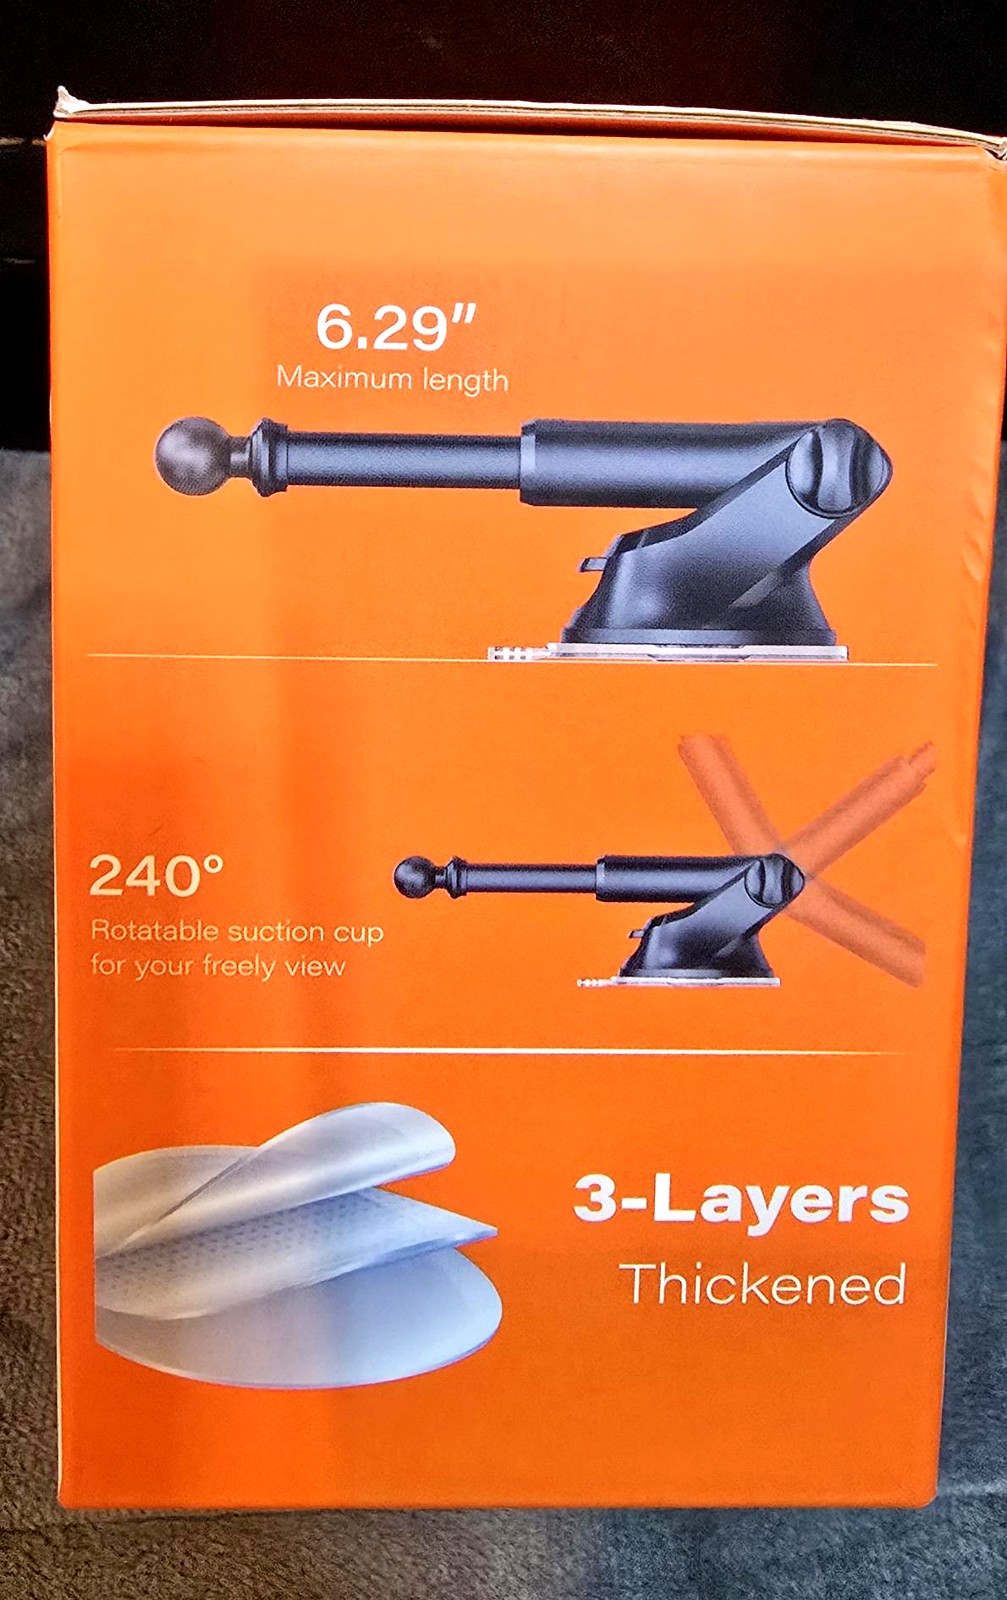 6.29"
Maximum length
240°
Rotatable suction cup
for your freely view
3-Layers
Thickened